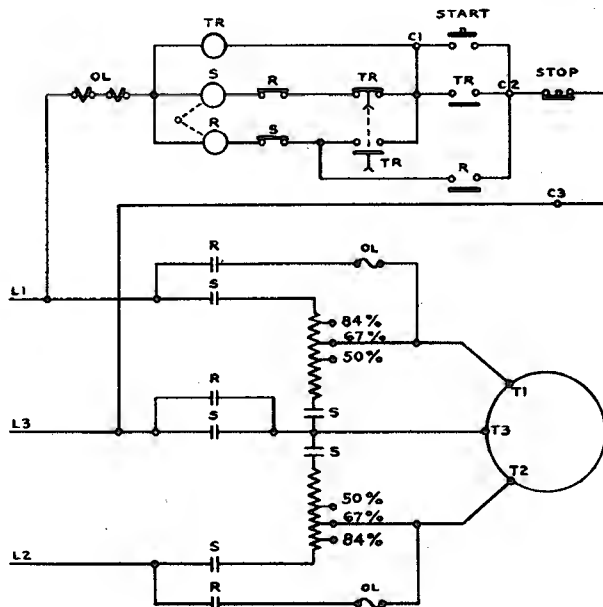 START
TR
C1
OL
S
R
TR
TR
C2
STOP
R
S
TR
R
C3
R
OL
L1
S
84%
67%
50%
T1
R
S
S
L3
T3
S
T2
50%
67%
84%
L2
S
R
OL